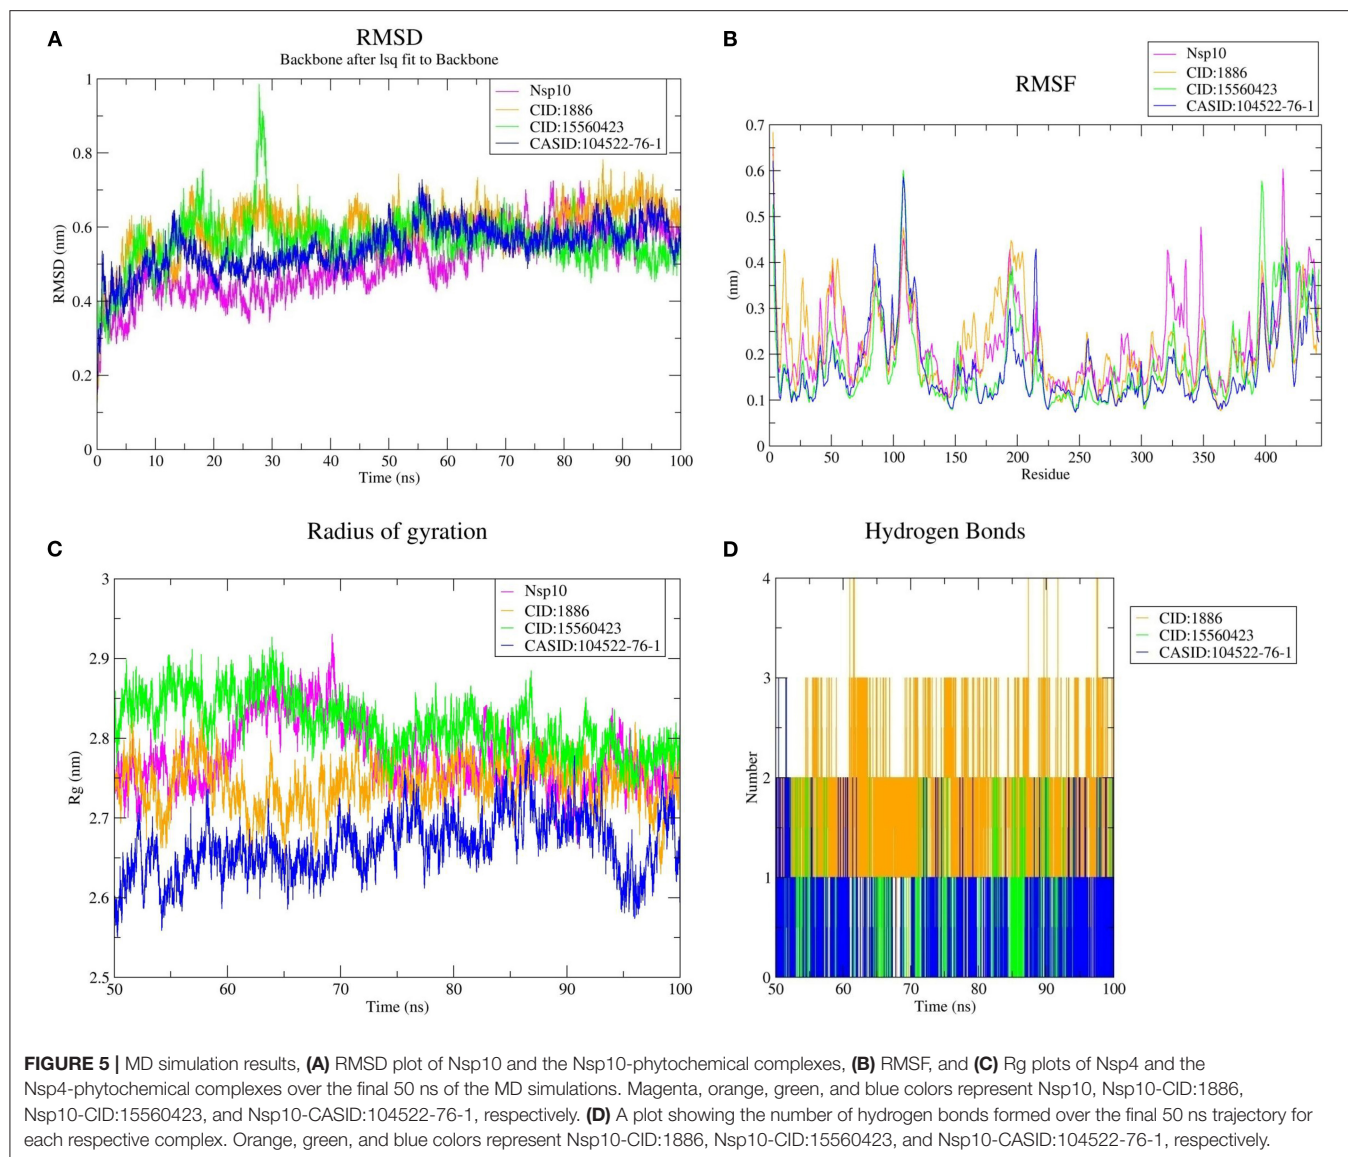 A
RMSD
Backbone after lsq fit to Backbone
Nsp10
CID:1886
CID:15560423
CASID:104522-76-1
1
0.8
0.6
0.4
0.2
0
RMSD (nm)
0 10 20 30 40 50 60 70 80 90 100
Time (ns)
B
RMSF
Nsp10
CID:1886
CID:15560423
CASID:104522-76-1
0.7
0.6
0.5
0.4
0.3
0.2
0.1
0
(nm)
0 50 100 150 200 250 300 350 400
Residue
C
Radius of gyration
Nsp10
CID:1886
CID:15560423
CASID:104522-76-1
3
2.9
2.8
2.7
2.6
2.5
Rg (nm)
50 60 70 80 90 100
Time (ns)
D
Hydrogen Bonds
CID:1886
CID:15560423
CASID:104522-76-1
4
3
2
1
0
Number
50 60 70 80 90 100
Time (ns)
FIGURE 5 | MD simulation results, (A) RMSD plot of Nsp10 and the Nsp10-phytochemical complexes, (B) RMSF, and (C) Rg plots of Nsp4 and the
Nsp4-phytochemical complexes over the final 50 ns of the MD simulations. Magenta, orange, green, and blue colors represent Nsp10, Nsp10-CID:1886,
Nsp10-CID:15560423, and Nsp10-CASID:104522-76-1, respectively. (D) A plot showing the number of hydrogen bonds formed over the final 50 ns trajectory for
each respective complex. Orange, green, and blue colors represent Nsp10-CID:1886, Nsp10-CID:15560423, and Nsp10-CASID:104522-76-1, respectively.